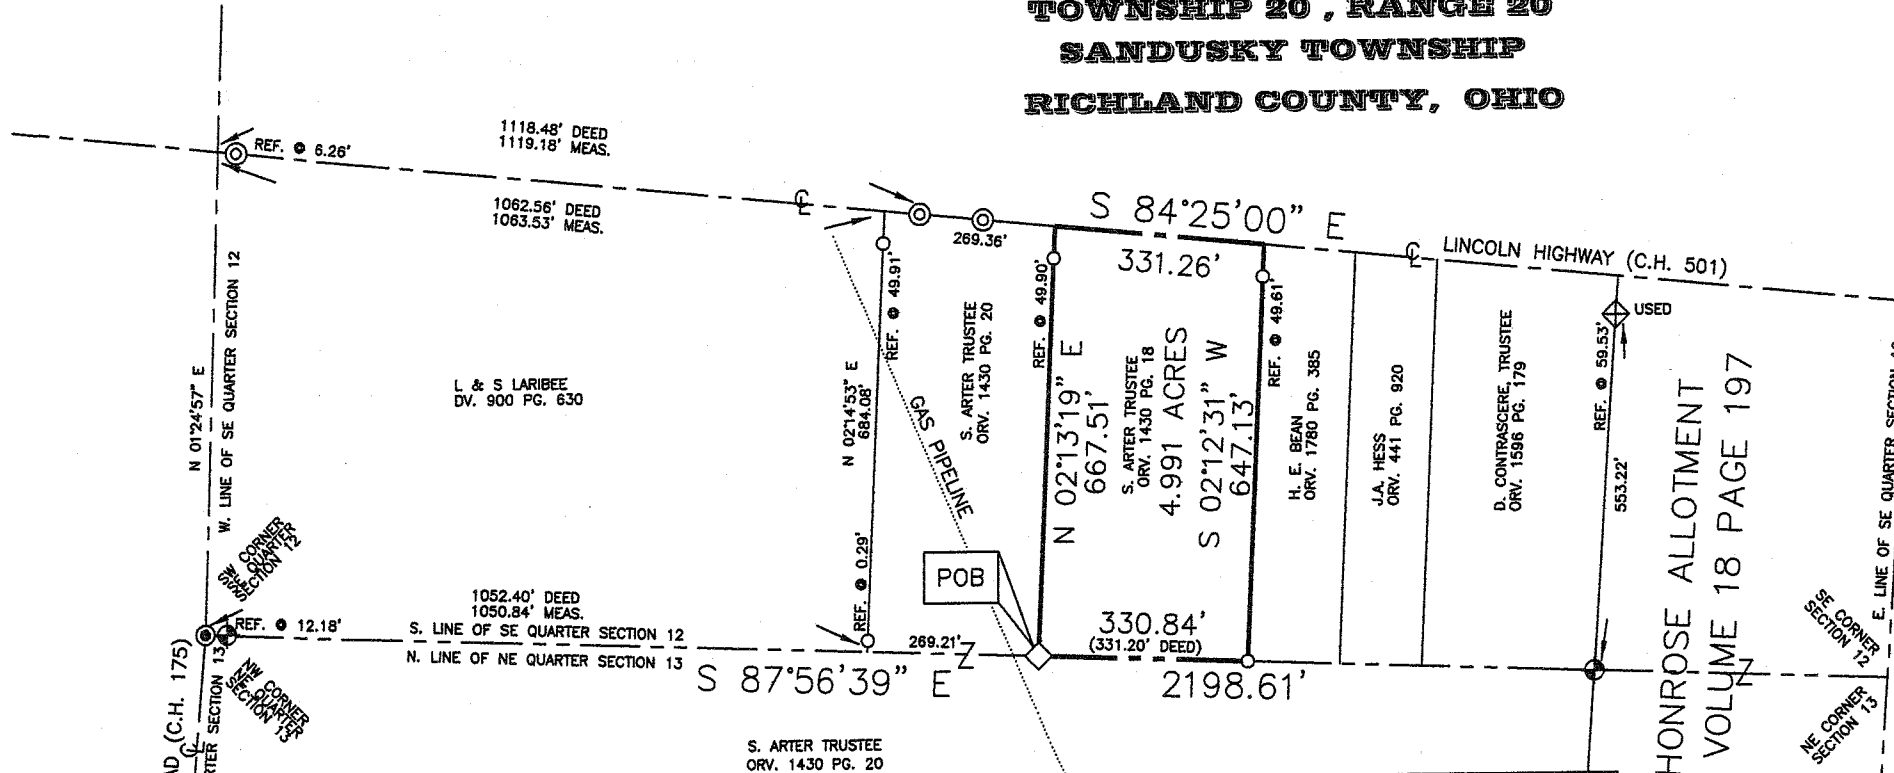 TOWNSHIP 20 , RANGE 20
SANDUSKY TOWNSHIP
RICHLAND COUNTY, OHIO
REF. @ 6.26'
1118.48' DEED
1119.18' MEAS.
1062.56' DEED
1063.53' MEAS.
269.36'
S 84°25'00" E
331.26'
LINCOLN HIGHWAY (C.H. 501)
USED
N 01°24'57" E
W. LINE OF SE QUARTER SECTION 12
L & S LARIBEE
DV. 900 PG. 630
N 02°14'53" E
684.08'
REF. @ 49.91'
REF. @ 0.29'
GAS PIPELINE
S. ARTER TRUSTEE
ORV. 1430 PG. 20
REF. @ 49.90'
N 02°13'19" E
667.51'
S. ARTER TRUSTEE
ORV. 1430 PG. 18
4.991 ACRES
S 02°12'31" W
647.13'
REF. @ 49.61'
H. E. BEAN
ORV. 1780 PG. 385
J.A. HESS
ORV. 441 PG. 920
D. CONTRASCERE, TRUSTEE
ORV. 1596 PG. 179
REF. @ 59.53'
553.22'
HONROSE ALLOTMENT
VOLUME 18 PAGE 197
E. LINE OF SE QUARTER SECTION
POB
SW CORNER
SE QUARTER
SECTION 12
REF. @ 12.18'
1052.40' DEED
1050.84' MEAS.
S. LINE OF SE QUARTER SECTION 12
N. LINE OF NE QUARTER SECTION 13
269.21'
330.84'
(331.20' DEED)
S 87°56'39" E
2198.61'
NW CORNER
NE QUARTER
SECTION 13
SE CORNER
SECTION 12
NE CORNER
SECTION 13
AD (C.H. 175)
RTER SECTION 13
S. ARTER TRUSTEE
ORV. 1430 PG. 20